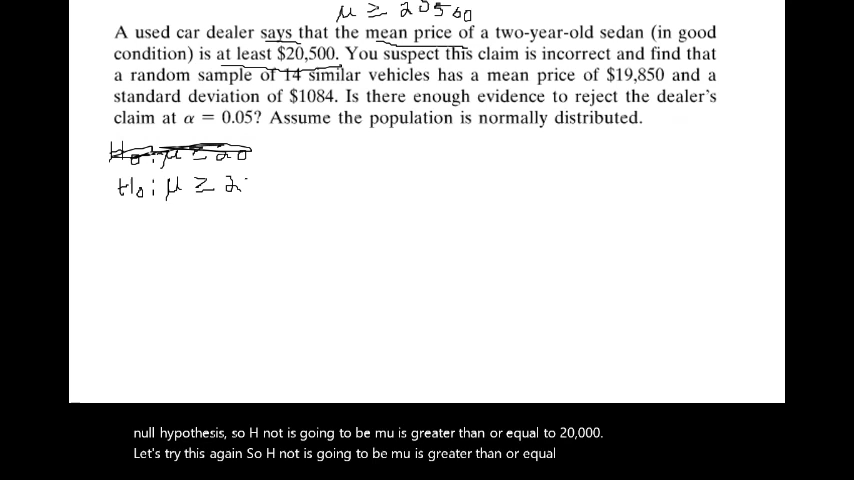 μ ≥ 20500
A used car dealer says that the mean price of a two-year-old sedan (in good
condition) is at least $20,500. You suspect this claim is incorrect and find that
a random sample of 14 similar vehicles has a mean price of $19,850 and a
standard deviation of $1084. Is there enough evidence to reject the dealer's
claim at α = 0.05? Assume the population is normally distributed.
H₀: μ ≥ 20
H₀: μ ≥ 2
null hypothesis, so H not is going to be mu is greater than or equal to 20,000.
Let's try this again So H not is going to be mu is greater than or equal